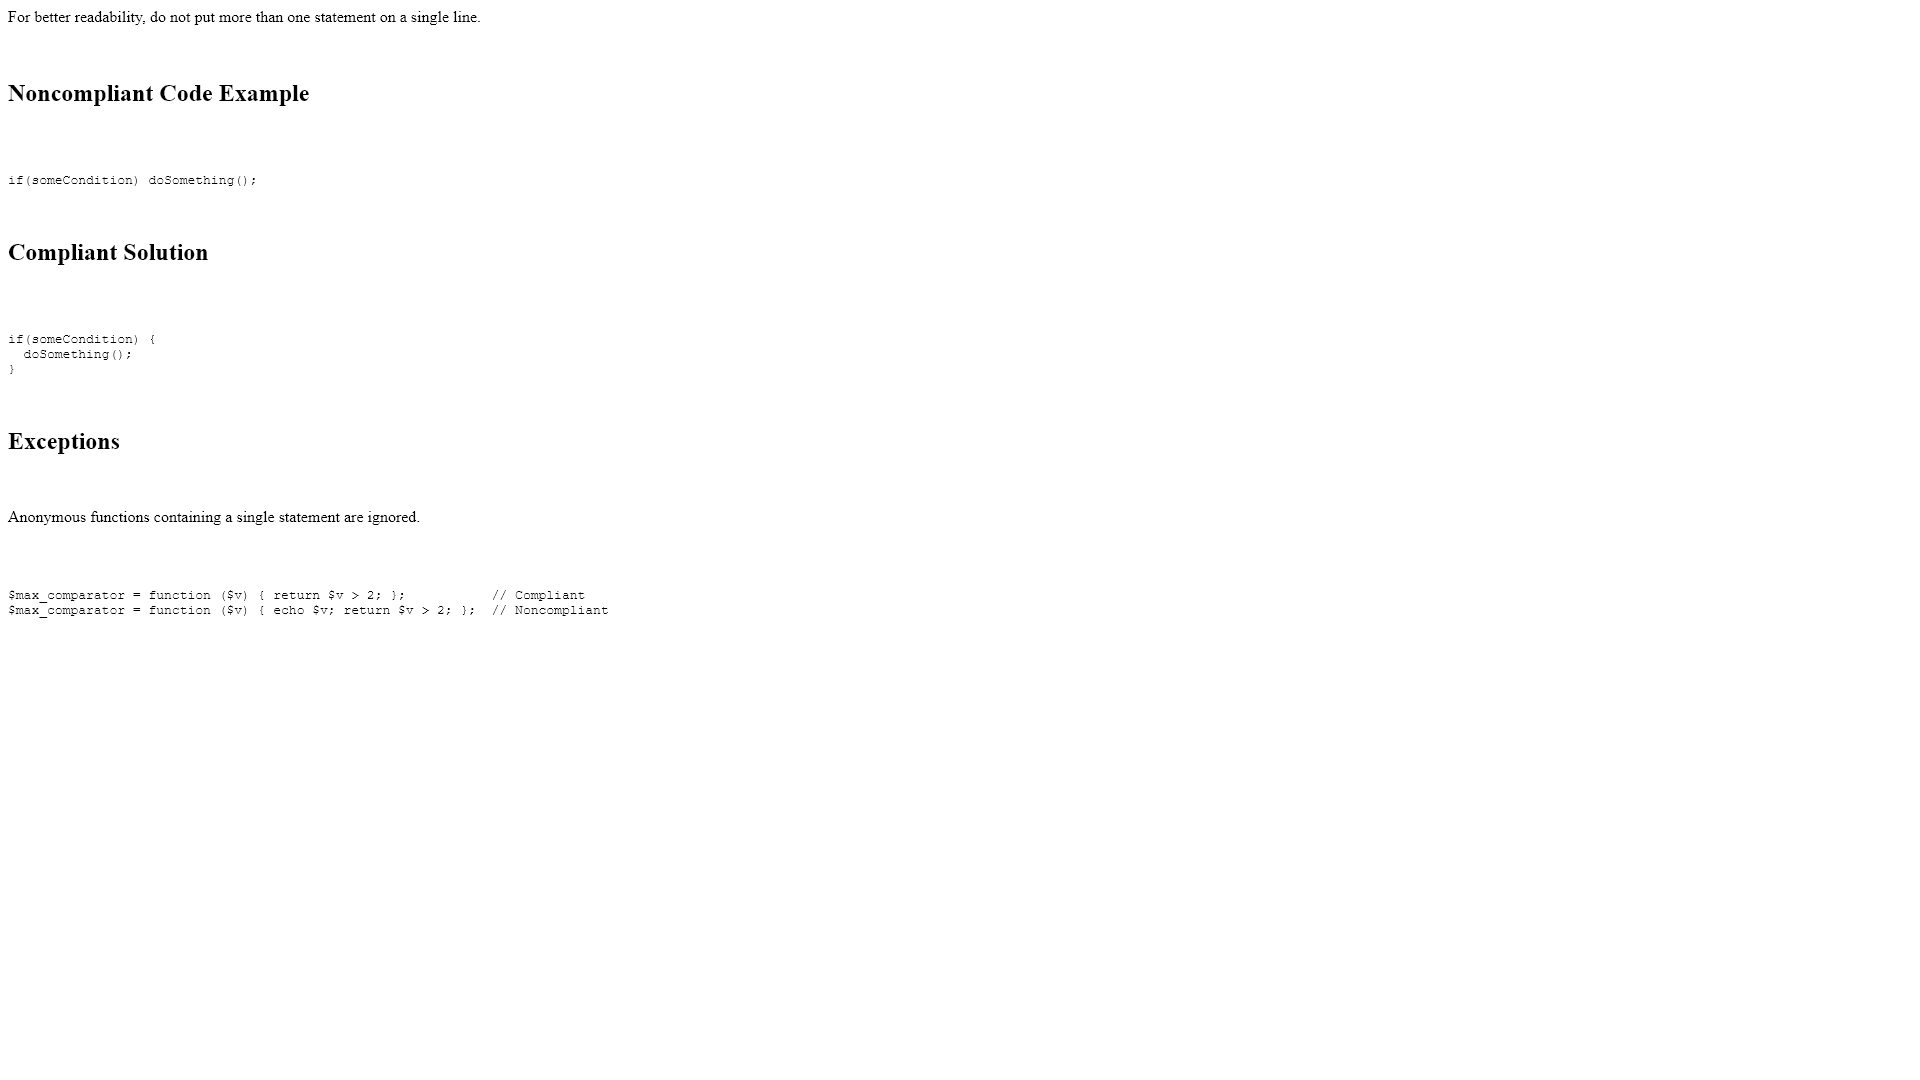 For better readability, do not put more than one statement on a single line.
Noncompliant Code Example
if(someCondition) doSomething();
Compliant Solution
if(someCondition) {
  doSomething();
}
Exceptions
Anonymous functions containing a single statement are ignored.
$max_comparator = function ($v) { return $v > 2; };           // Compliant
$max_comparator = function ($v) { echo $v; return $v > 2; };  // Noncompliant